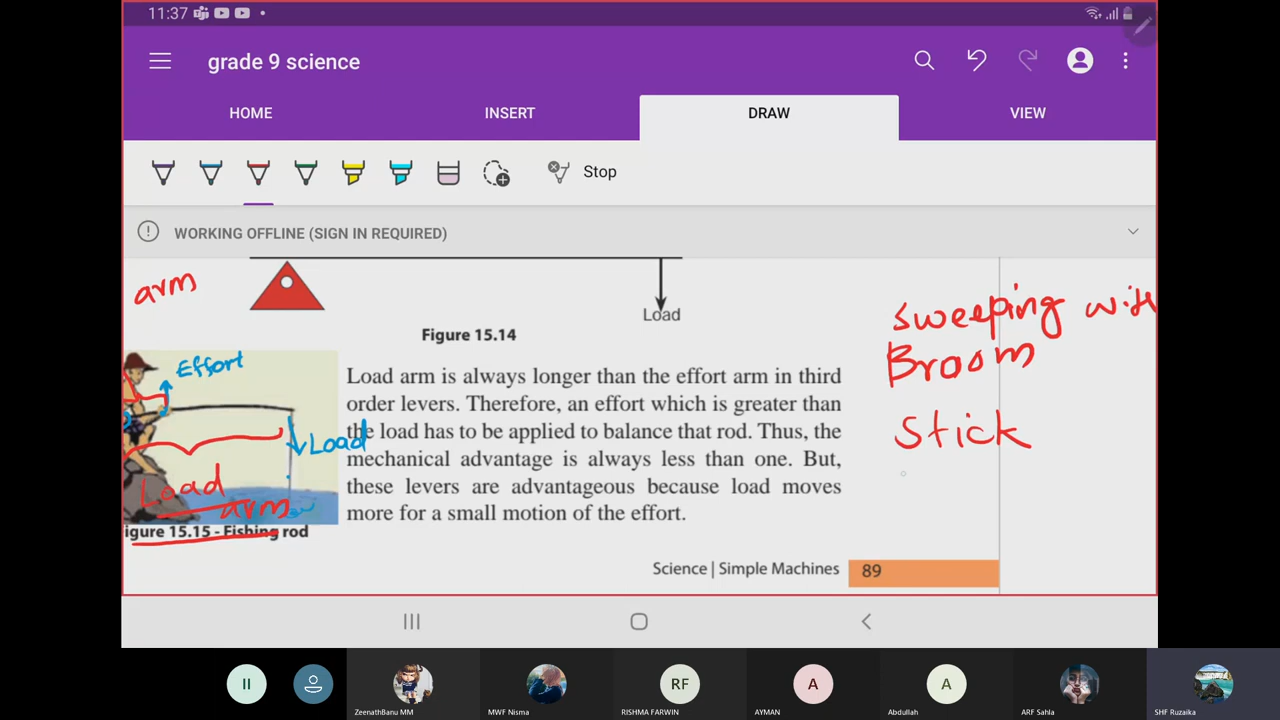 11:37
grade 9 science
HOME INSERT DRAW VIEW
Stop
WORKING OFFLINE (SIGN IN REQUIRED)
arm
Load
Figure 15.14
sweeping with
Broom
stick
Effort
Load
Load
arm
igure 15.15 - Fishing rod
Load arm is always longer than the effort arm in third
order levers. Therefore, an effort which is greater than
the load has to be applied to balance that rod. Thus, the
mechanical advantage is always less than one. But,
these levers are advantageous because load moves
more for a small motion of the effort.
Science | Simple Machines 89
II
RF
A
A
ZeenathBanu MM
MWF Nisma
RISHMA FARWIN
AYMAN
Abdullah
ARF Sahla
SHF Ruzaika